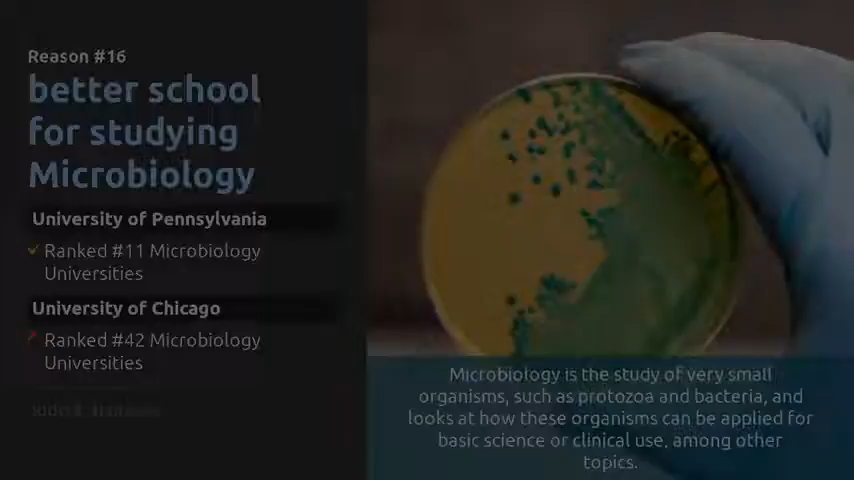 Reason #16
better school
for studying
Microbiology
University of Pennsylvania
Ranked #11 Microbiology
Universities
University of Chicago
Ranked #42 Microbiology
Universities
Microbiology is the study of very small
organisms, such as protozoa and bacteria, and
looks at how these organisms can be applied for
basic science or clinical use, among other
topics.